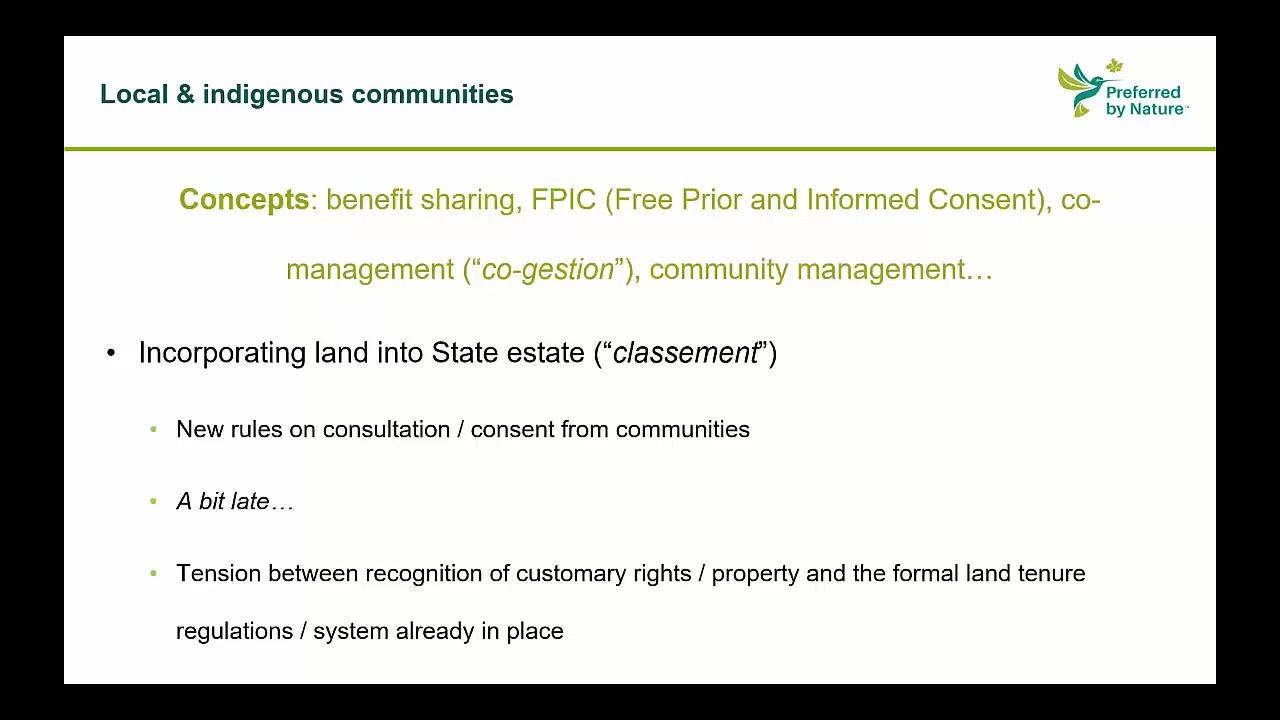 Local & indigenous communities
Preferred
by Nature™
Concepts: benefit sharing, FPIC (Free Prior and Informed Consent), co-
management (“co-gestion”), community management…
• Incorporating land into State estate (“classement”)
• New rules on consultation / consent from communities
• A bit late…
• Tension between recognition of customary rights / property and the formal land tenure
regulations / system already in place